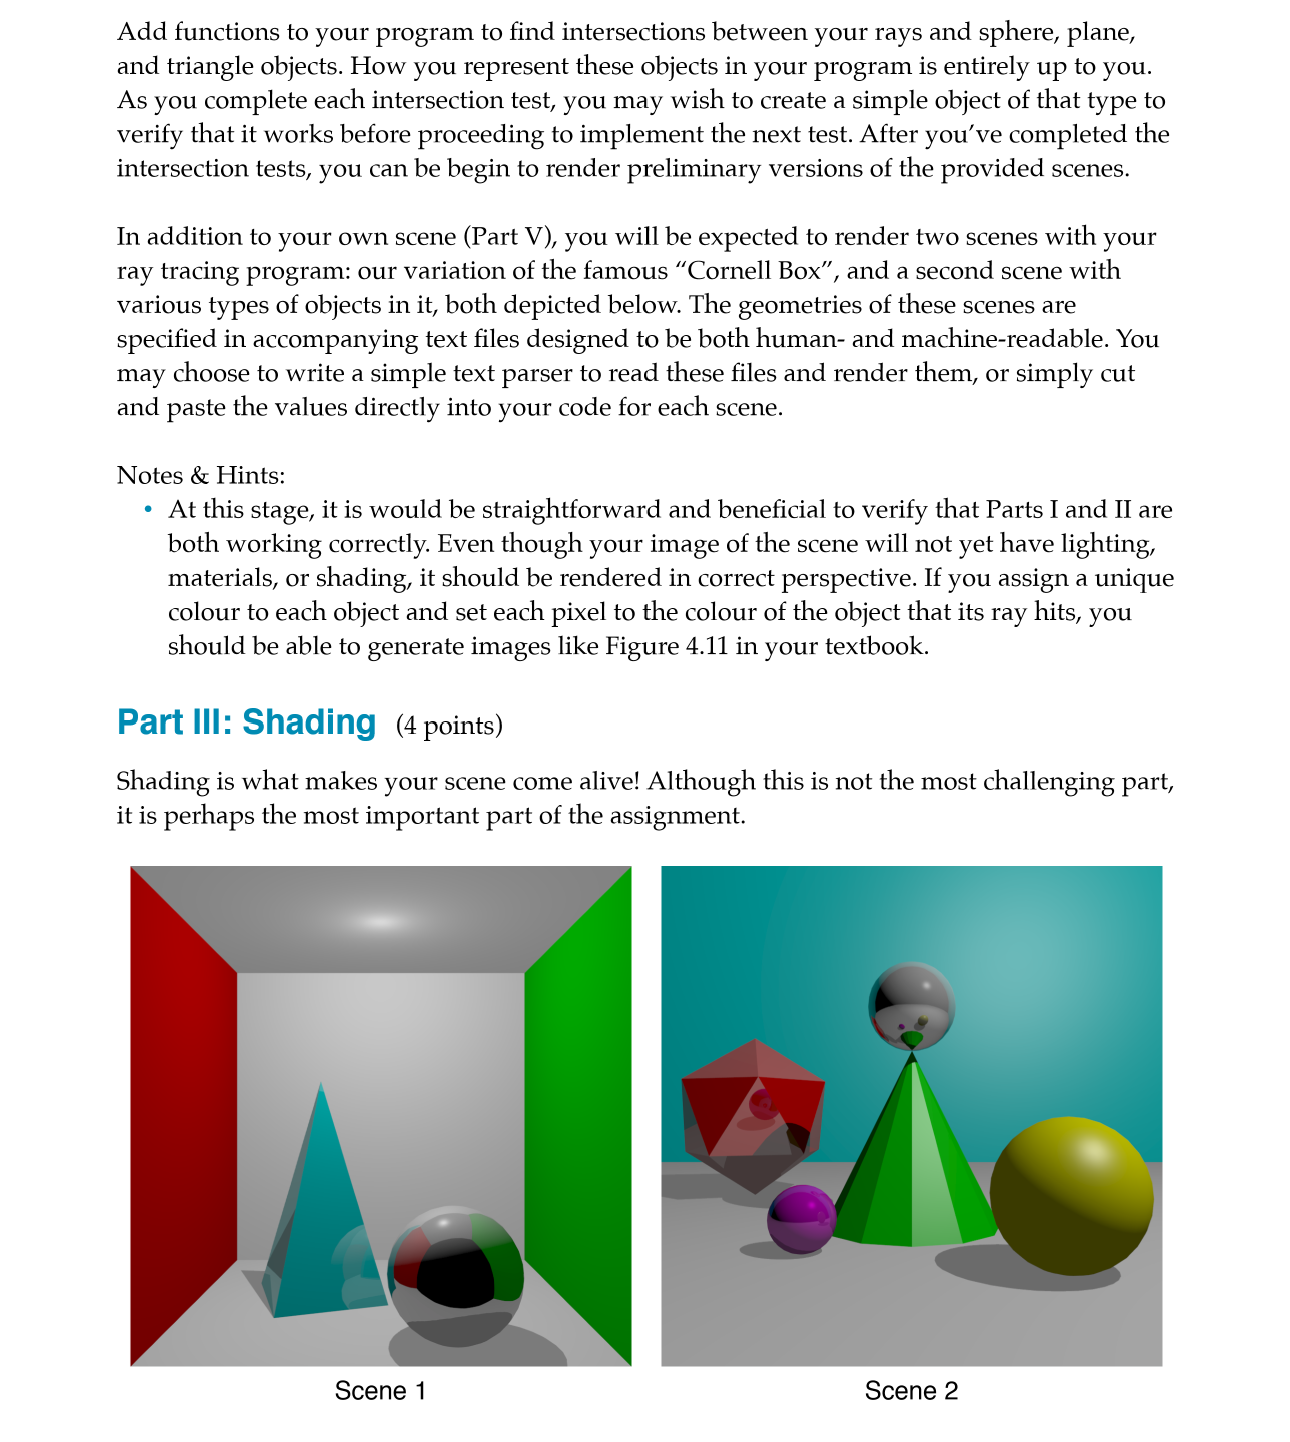 Add functions to your program to find intersections between your rays and sphere, plane,
and triangle objects. How you represent these objects in your program is entirely up to you.
As you complete each intersection test, you may wish to create a simple object of that type to
verify that it works before proceeding to implement the next test. After you’ve completed the
intersection tests, you can be begin to render preliminary versions of the provided scenes.
In addition to your own scene (Part V), you will be expected to render two scenes with your
ray tracing program: our variation of the famous “Cornell Box”, and a second scene with
various types of objects in it, both depicted below. The geometries of these scenes are
specified in accompanying text files designed to be both human- and machine-readable. You
may choose to write a simple text parser to read these files and render them, or simply cut
and paste the values directly into your code for each scene.
Notes & Hints:
• At this stage, it is would be straightforward and beneficial to verify that Parts I and II are
both working correctly. Even though your image of the scene will not yet have lighting,
materials, or shading, it should be rendered in correct perspective. If you assign a unique
colour to each object and set each pixel to the colour of the object that its ray hits, you
should be able to generate images like Figure 4.11 in your textbook.
Part III: Shading (4 points)
Shading is what makes your scene come alive! Although this is not the most challenging part,
it is perhaps the most important part of the assignment.
Scene 1
Scene 2